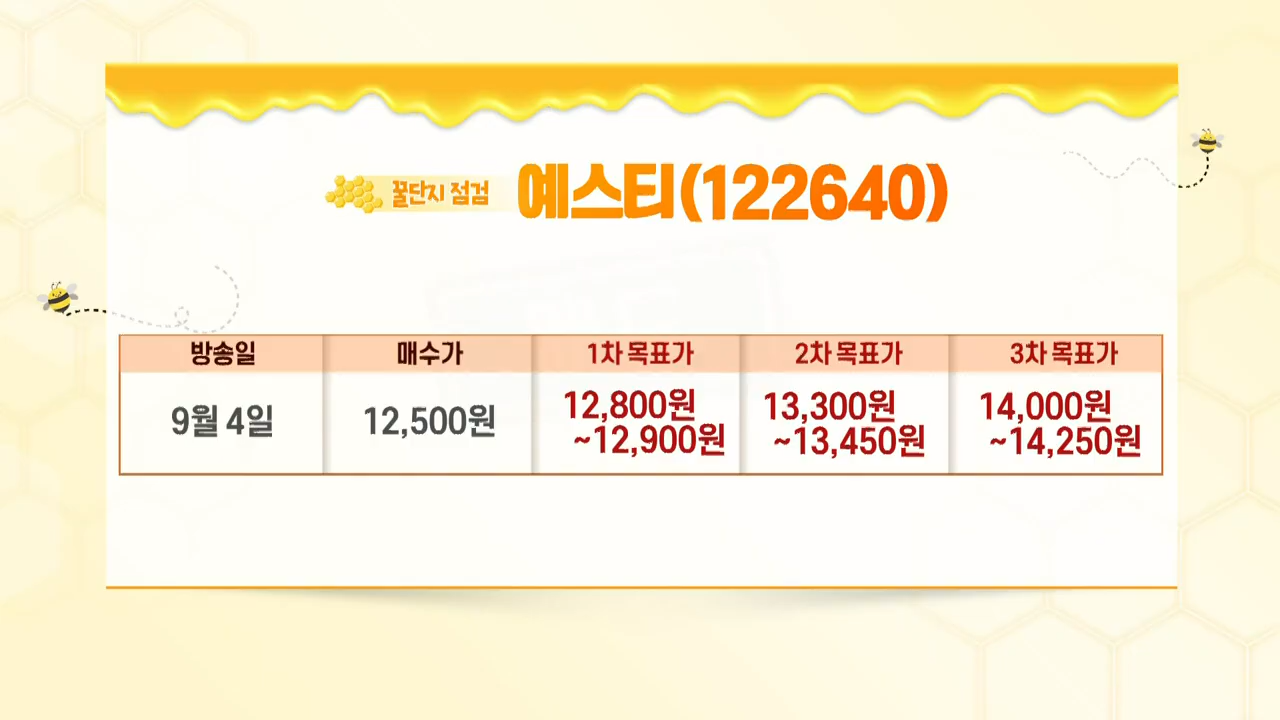 꿀단지 점검 예스티(122640)
방송일 매수가 1차 목표가 2차 목표가 3차 목표가
9월 4일 12,500원 12,800원 13,300원 14,000원
~12,900원 ~13,450원 ~14,250원